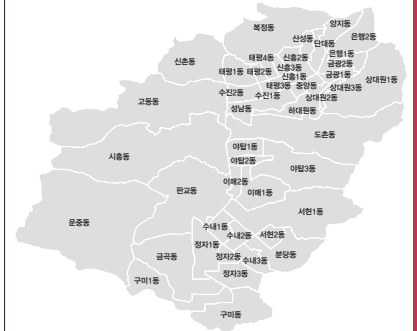 양지동
복정동
은행2동
산성동
단대동
은행1동
태평4동
신흥2동
신촌동
금광2동
신흥3동
태평1동
태평2동
금광1동
신흥1동
상대원1동
태평3동
중앙동
상대원3동
수진2동
수진1동
상대원2동
고등동
성남동
하대원동
도촌동
야탑1동
시흥동
야탑2동
야탑3동
이매2동
판교동
이매1동
서현1동
운중동
수내1동
수내2동
서현2동
정자1동
금곡동
정자2동
수내3동
분당동
정자3동
구미1동
구미동